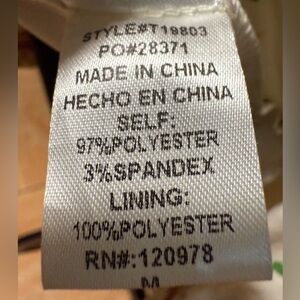 STYLE#T19803
PO#28371
MADE IN CHINA
HECHO EN CHINA
SELF:
97%POLYESTER
3%SPANDEX
LINING:
100%POLYESTER
RN#:120978
M